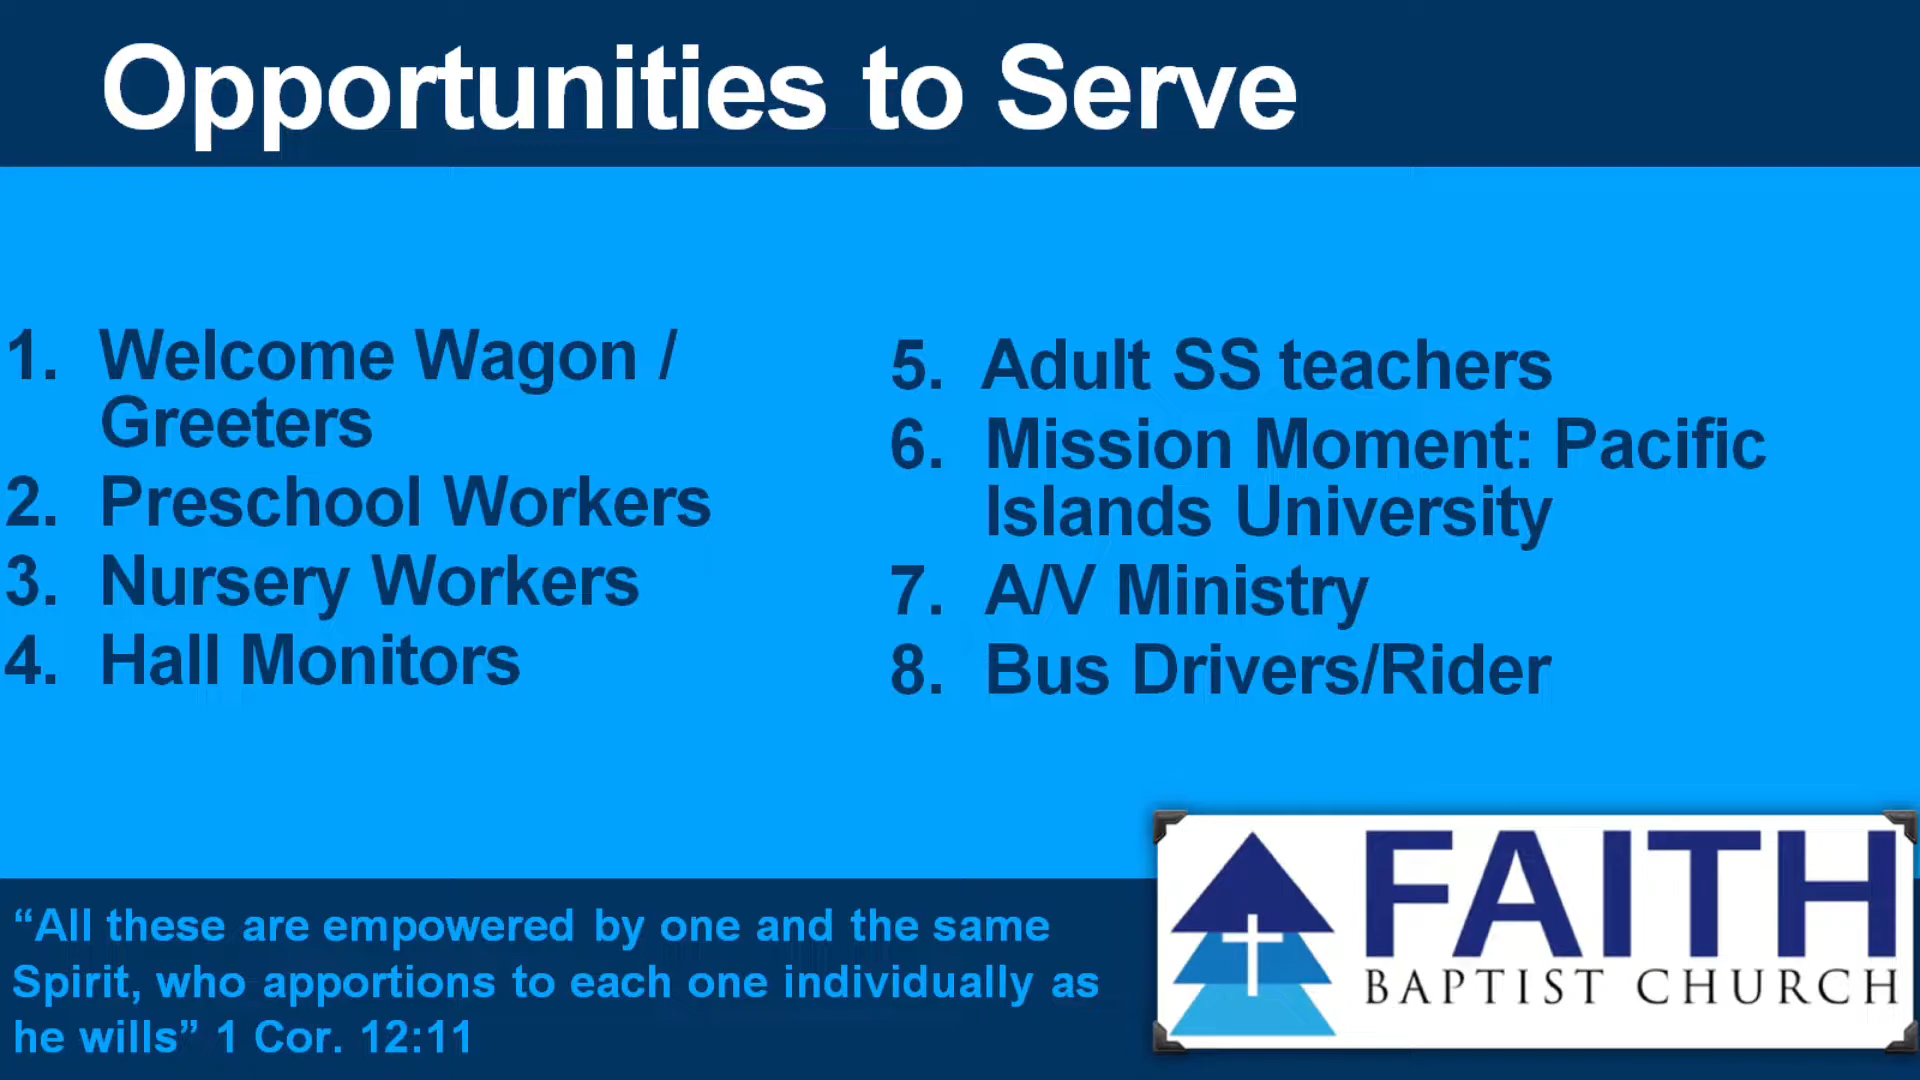 Opportunities to Serve
1. Welcome Wagon /
Greeters
2. Preschool Workers
3. Nursery Workers
4. Hall Monitors
5. Adult SS teachers
6. Mission Moment: Pacific
Islands University
7. A/V Ministry
8. Bus Drivers/Rider
“All these are empowered by one and the same
Spirit, who apportions to each one individually as
he wills” 1 Cor. 12:11
FAITH
BAPTIST CHURCH